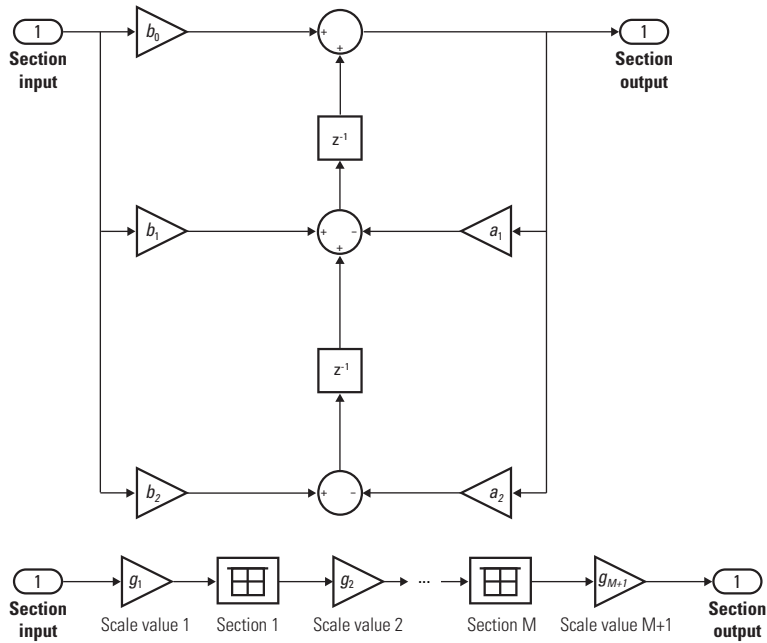 1
b0
+
+
1
Section
input
Section
output
z-1
b1
+
-
+
a1
z-1
b2
+
-
a2
1
g1
g2
...
gM+1
1
Section
input
Scale value 1
Section 1
Scale value 2
Section M
Scale value M+1
Section
output